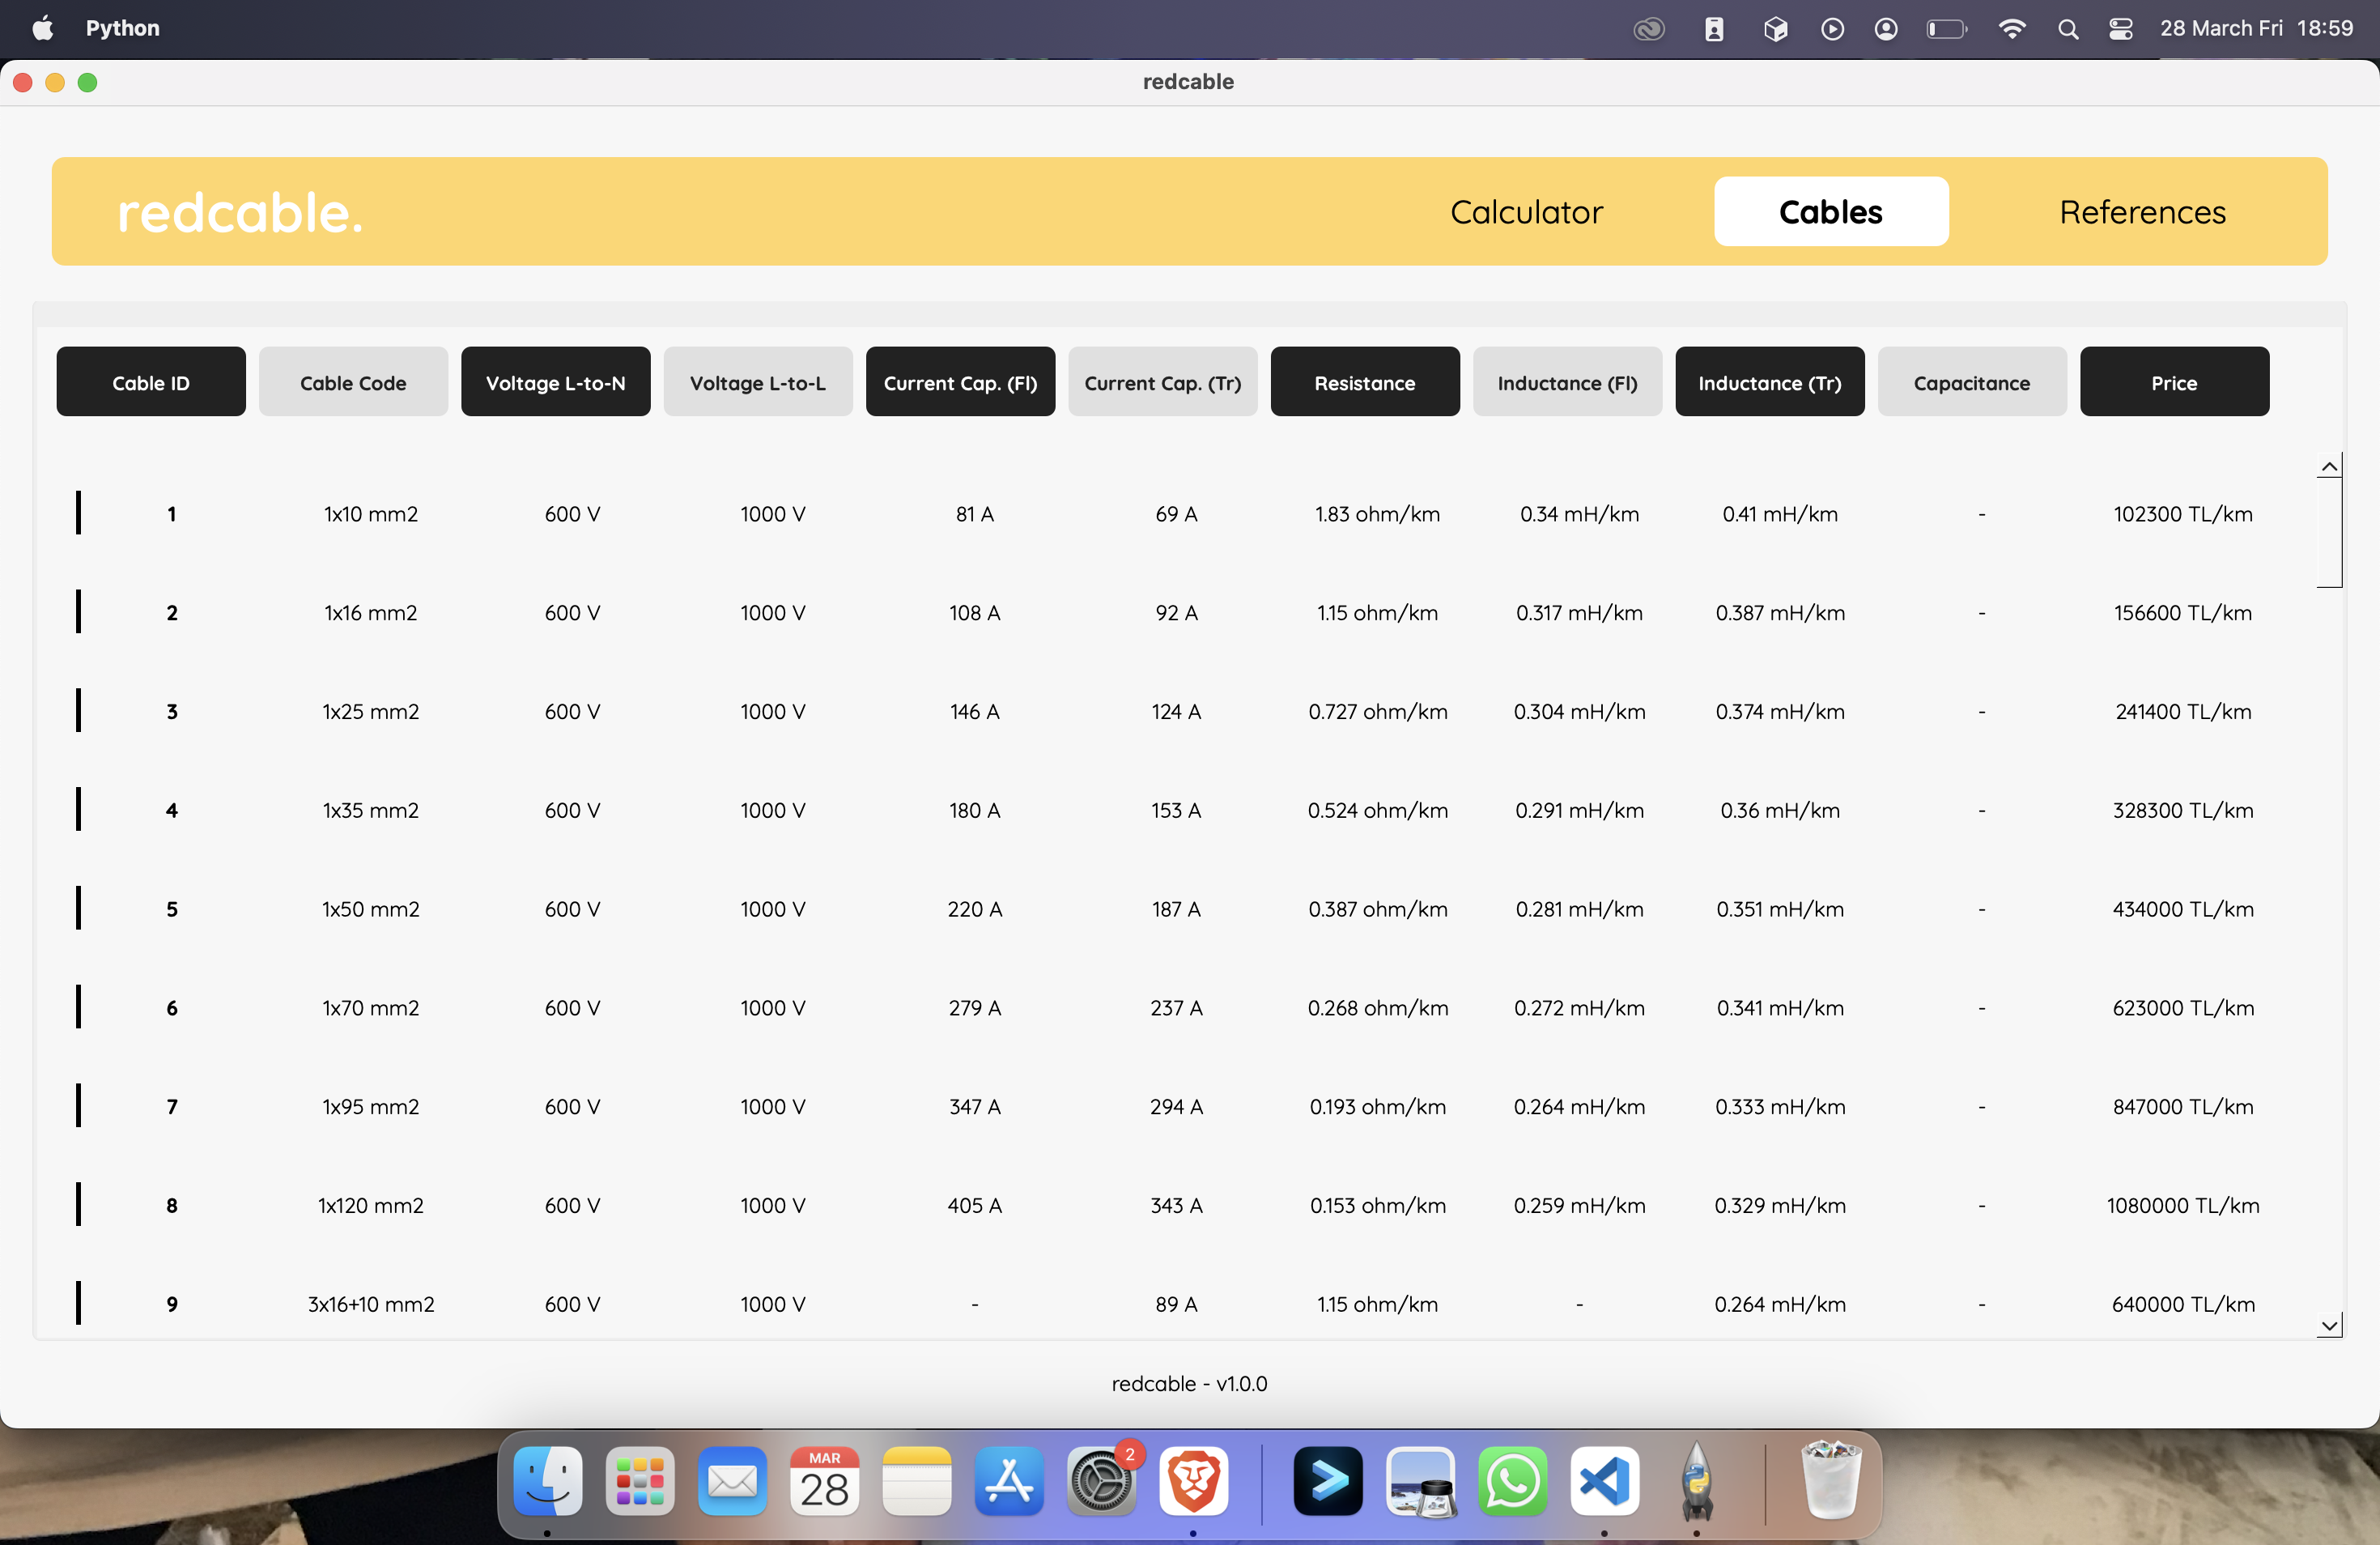 Python
28 March Fri 18:59
redcable
redcable.
Calculator
Cables
References
Cable ID Cable Code Voltage L-to-N Voltage L-to-L Current Cap. (Fl) Current Cap. (Tr) Resistance Inductance (Fl) Inductance (Tr) Capacitance Price
1 1x10 mm2 600 V 1000 V 81 A 69 A 1.83 ohm/km 0.34 mH/km 0.41 mH/km - 102300 TL/km
2 1x16 mm2 600 V 1000 V 108 A 92 A 1.15 ohm/km 0.317 mH/km 0.387 mH/km - 156600 TL/km
3 1x25 mm2 600 V 1000 V 146 A 124 A 0.727 ohm/km 0.304 mH/km 0.374 mH/km - 241400 TL/km
4 1x35 mm2 600 V 1000 V 180 A 153 A 0.524 ohm/km 0.291 mH/km 0.36 mH/km - 328300 TL/km
5 1x50 mm2 600 V 1000 V 220 A 187 A 0.387 ohm/km 0.281 mH/km 0.351 mH/km - 434000 TL/km
6 1x70 mm2 600 V 1000 V 279 A 237 A 0.268 ohm/km 0.272 mH/km 0.341 mH/km - 623000 TL/km
7 1x95 mm2 600 V 1000 V 347 A 294 A 0.193 ohm/km 0.264 mH/km 0.333 mH/km - 847000 TL/km
8 1x120 mm2 600 V 1000 V 405 A 343 A 0.153 ohm/km 0.259 mH/km 0.329 mH/km - 1080000 TL/km
9 3x16+10 mm2 600 V 1000 V - 89 A 1.15 ohm/km - 0.264 mH/km - 640000 TL/km
redcable - v1.0.0
MAR
28
2